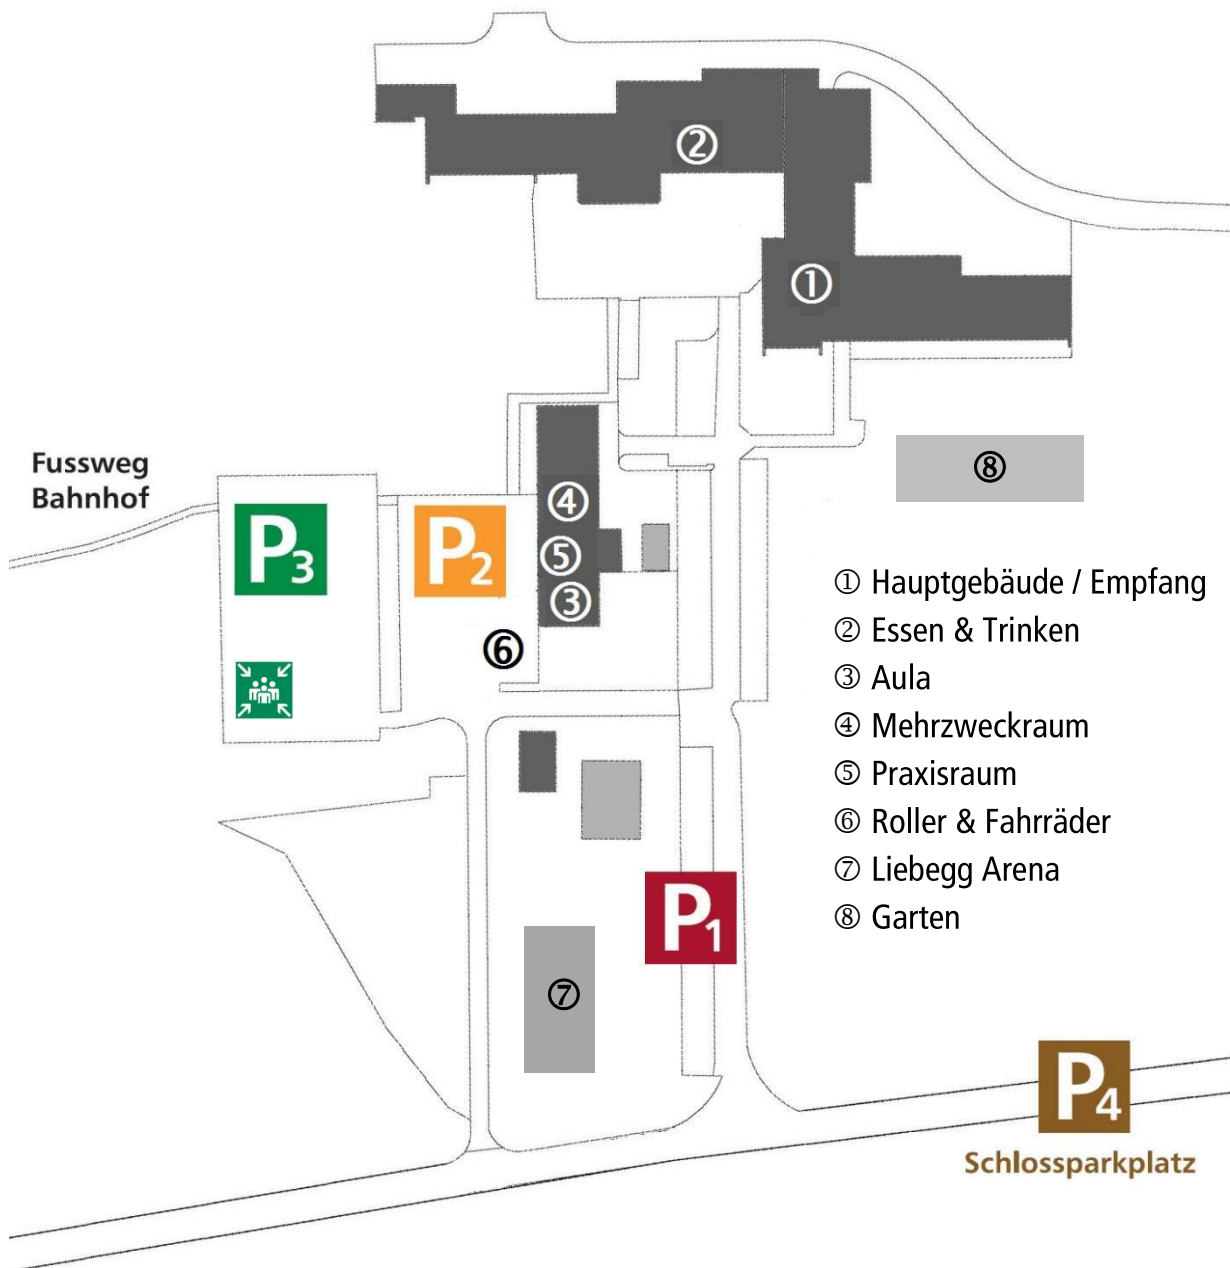 ②
①
Fussweg
Bahnhof
⑧
④
P3
P2
⑤
③
⑥
① Hauptgebäude / Empfang
② Essen & Trinken
③ Aula
④ Mehrzweckraum
⑤ Praxisraum
⑥ Roller & Fahrräder
⑦ Liebegg Arena
⑧ Garten
P1
⑦
P4
Schlossparkplatz